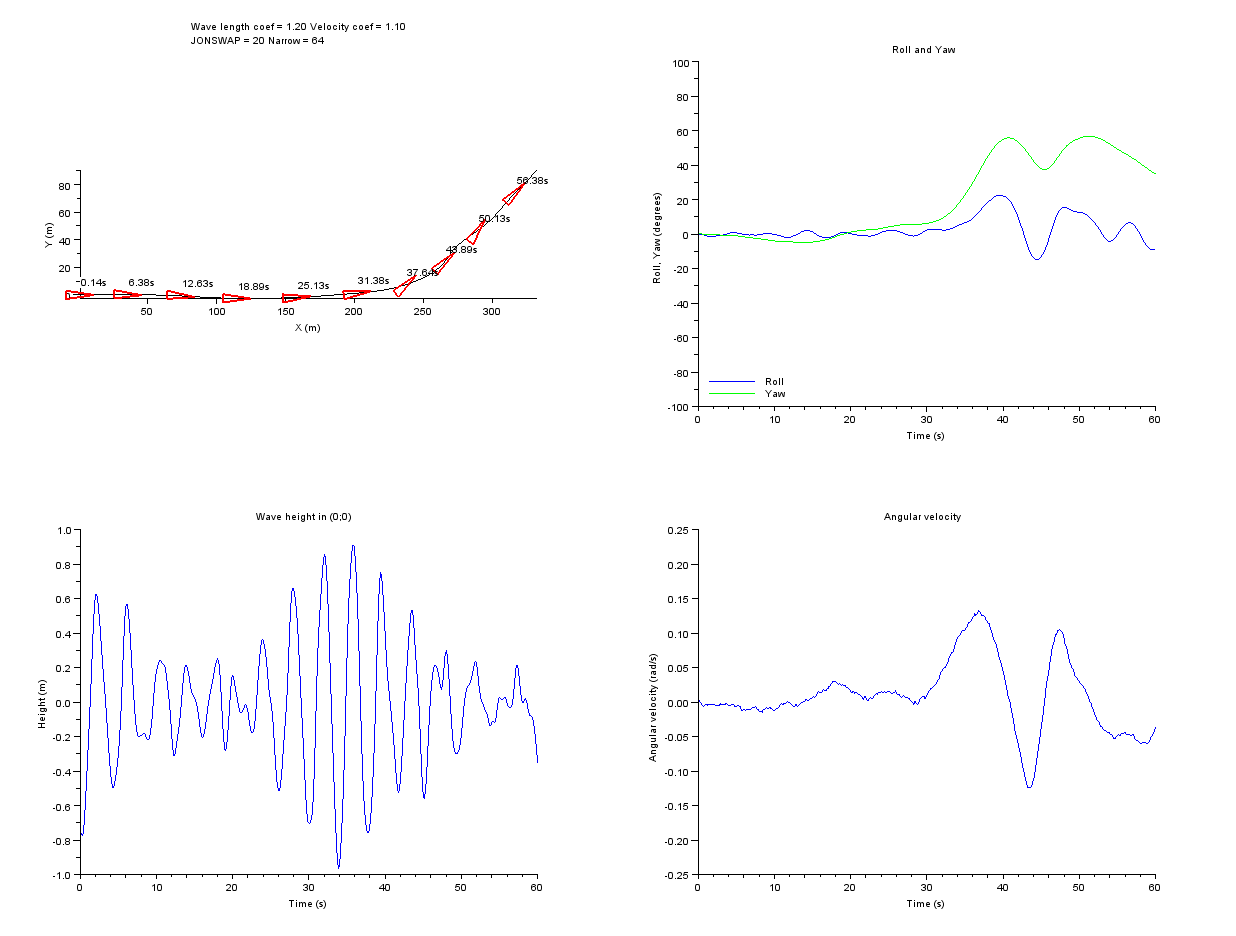 Wave length coef = 1.20 Velocity coef = 1.10
JONSWAP = 20 Narrow = 64
80
60
40
20
Y (m)
-0.14s
6.38s
12.63s
18.89s
25.13s
31.38s
37.64s
43.89s
50.13s
56.38s
50
100
150
200
250
300
X (m)
Roll and Yaw
100
80
60
40
20
0
-20
-40
-60
-80
-100
Roll, Yaw (degrees)
Roll
Yaw
0
10
20
30
40
50
60
Time (s)
Wave height in (0;0)
1.0
0.8
0.6
0.4
0.2
0.0
-0.2
-0.4
-0.6
-0.8
-1.0
Height (m)
0
10
20
30
40
50
60
Time (s)
Angular velocity
0.25
0.20
0.15
0.10
0.05
0.00
-0.05
-0.10
-0.15
-0.20
-0.25
Angular velocity (rad/s)
0
10
20
30
40
50
60
Time (s)